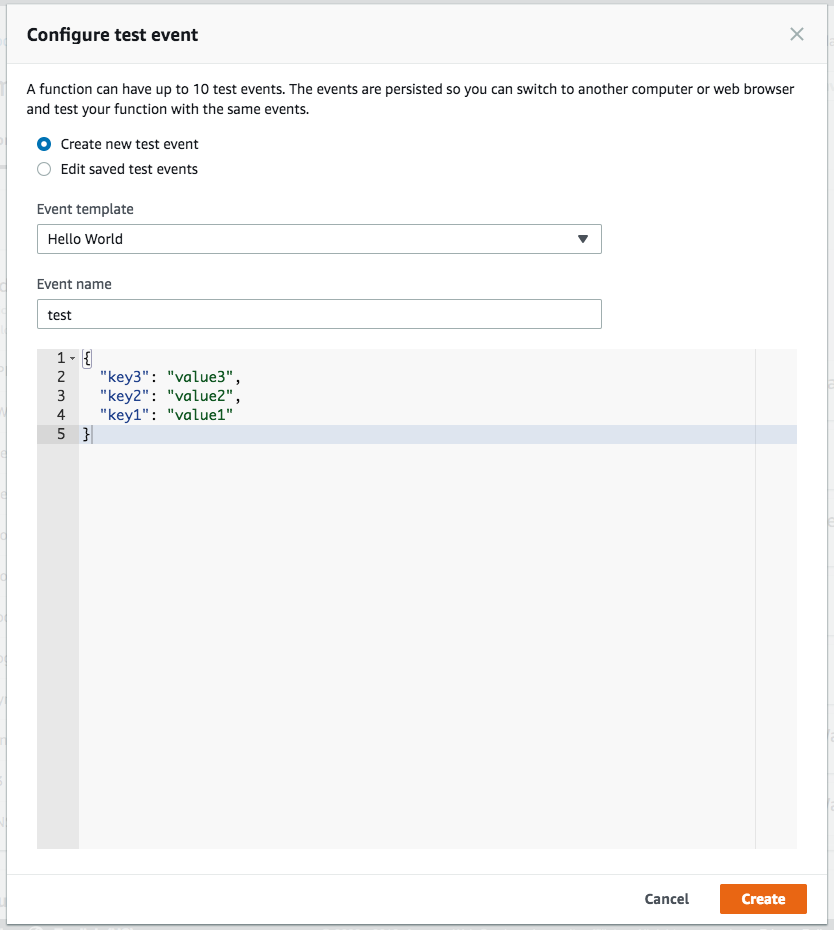 Configure test event
A function can have up to 10 test events. The events are persisted so you can switch to another computer or web browser
and test your function with the same events.
Create new test event
Edit saved test events
Event template
Hello World
Event name
test
1 {
2 "key3": "value3",
3 "key2": "value2",
4 "key1": "value1"
5 }
Cancel Create